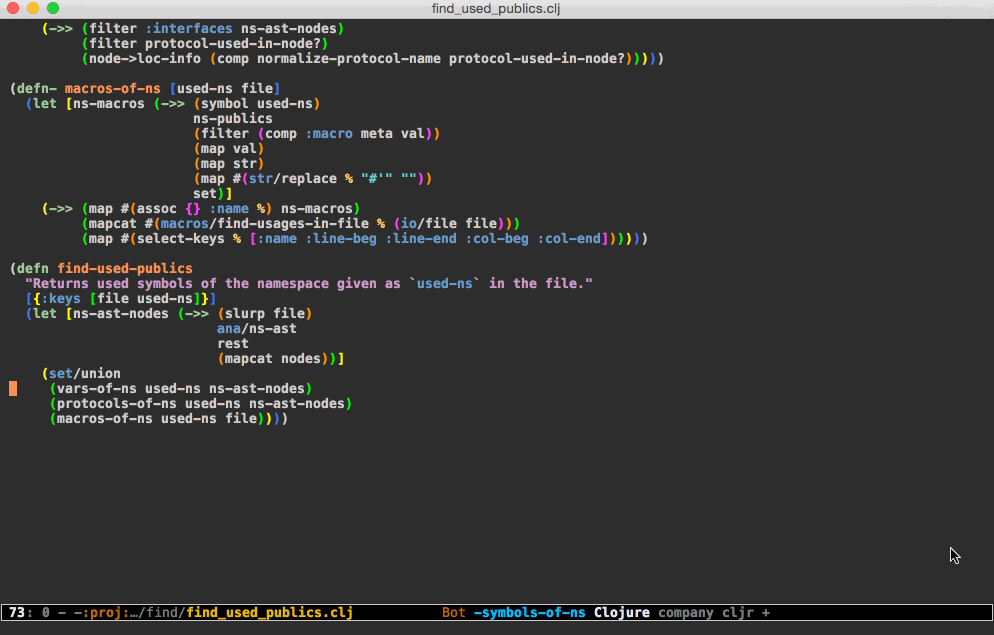 find_used_publics.clj
    (->> (filter :interfaces ns-ast-nodes)
         (filter protocol-used-in-node?)
         (node->loc-info (comp normalize-protocol-name protocol-used-in-node?)))))

(defn- macros-of-ns [used-ns file]
  (let [ns-macros (->> (symbol used-ns)
                       ns-publics
                       (filter (comp :macro meta val))
                       (map val)
                       (map str)
                       (map #(str/replace % "#'" ""))
                       set)]
    (->> (map #(assoc {} :name %) ns-macros)
         (mapcat #(macros/find-usages-in-file % (io/file file)))
         (map #(select-keys % [:name :line-beg :line-end :col-beg :col-end])))))

(defn find-used-publics
  "Returns used symbols of the namespace given as `used-ns` in the file."
  [{:keys [file used-ns]}]
  (let [ns-ast-nodes (->> (slurp file)
                          ana/ns-ast
                          rest
                          (mapcat nodes))]
    (set/union
     (vars-of-ns used-ns ns-ast-nodes)
     (protocols-of-ns used-ns ns-ast-nodes)
     (macros-of-ns used-ns file))))
73: 0 - -:proj:…/find/find_used_publics.clj Bot -symbols-of-ns Clojure company cljr +